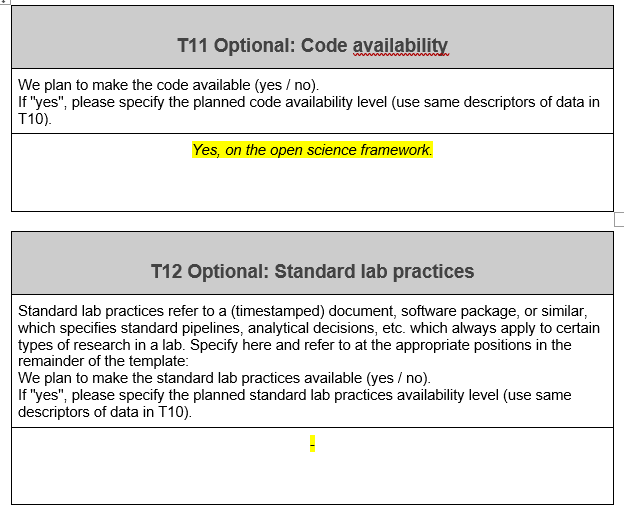 T11 Optional: Code availability
We plan to make the code available (yes / no).
If "yes", please specify the planned code availability level (use same descriptors of data in
T10).
Yes, on the open science framework.
T12 Optional: Standard lab practices
Standard lab practices refer to a (timestamped) document, software package, or similar,
which specifies standard pipelines, analytical decisions, etc. which always apply to certain
types of research in a lab. Specify here and refer to at the appropriate positions in the
remainder of the template:
We plan to make the standard lab practices available (yes / no).
If "yes", please specify the planned standard lab practices availability level (use same
descriptors of data in T10).
-